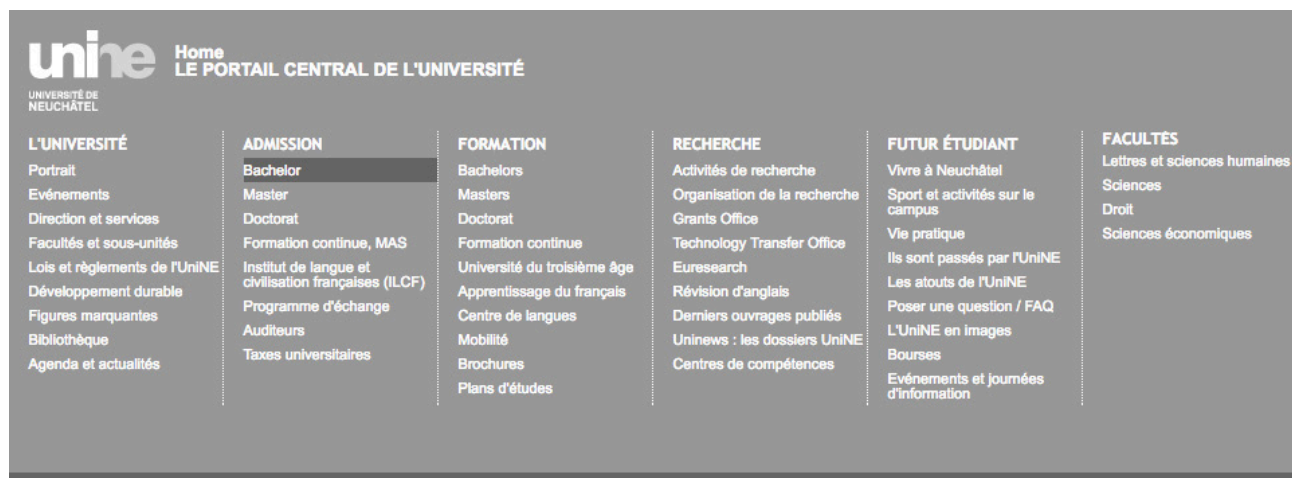 unine
Home
LE PORTAIL CENTRAL DE L'UNIVERSITÉ
UNIVERSITÉ DE
NEUCHÂTEL
L'UNIVERSITÉ
Portrait
Evénements
Direction et services
Facultés et sous-unités
Lois et règlements de l'UniNE
Développement durable
Figures marquantes
Bibliothèque
Agenda et actualités
ADMISSION
Bachelor
Master
Doctorat
Formation continue, MAS
Institut de langue et
civilisation françaises (ILCF)
Programme d'échange
Auditeurs
Taxes universitaires
FORMATION
Bachelors
Masters
Doctorat
Formation continue
Université du troisième âge
Apprentissage du français
Centre de langues
Mobilité
Brochures
Plans d'études
RECHERCHE
Activités de recherche
Organisation de la recherche
Grants Office
Technology Transfer Office
Euresearch
Révision d'anglais
Derniers ouvrages publiés
Uninews : les dossiers UniNE
Centres de compétences
FUTUR ÉTUDIANT
Vivre à Neuchâtel
Sport et activités sur le
campus
Vie pratique
Ils sont passés par l'UniNE
Les atouts de l'UniNE
Poser une question / FAQ
L'UniNE en images
Bourses
Evénements et journées
d'information
FACULTÉS
Lettres et sciences humaines
Sciences
Droit
Sciences économiques